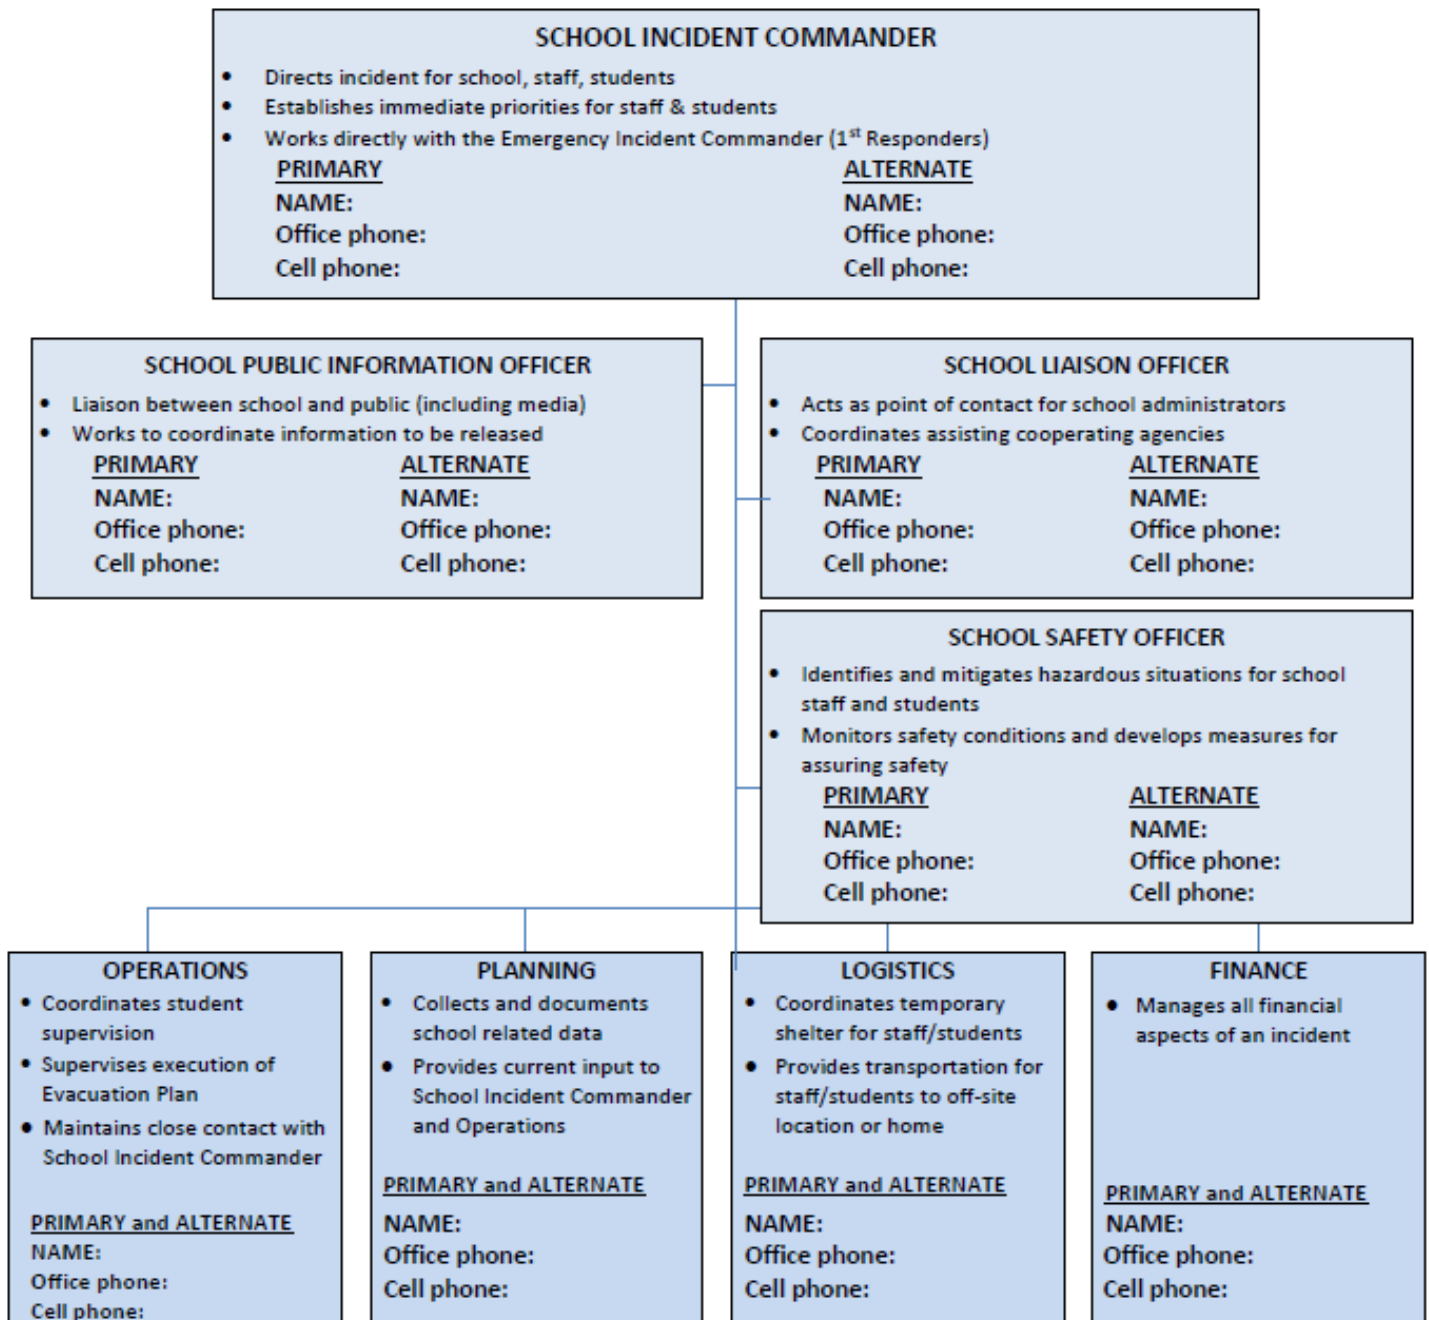 SCHOOL INCIDENT COMMANDER
• Directs incident for school, staff, students
• Establishes immediate priorities for staff & students
• Works directly with the Emergency Incident Commander (1st Responders)
PRIMARY ALTERNATE
NAME: NAME:
Office phone: Office phone:
Cell phone: Cell phone:
SCHOOL PUBLIC INFORMATION OFFICER
• Liaison between school and public (including media)
• Works to coordinate information to be released
PRIMARY ALTERNATE
NAME: NAME:
Office phone: Office phone:
Cell phone: Cell phone:
SCHOOL LIAISON OFFICER
• Acts as point of contact for school administrators
• Coordinates assisting cooperating agencies
PRIMARY ALTERNATE
NAME: NAME:
Office phone: Office phone:
Cell phone: Cell phone:
SCHOOL SAFETY OFFICER
• Identifies and mitigates hazardous situations for school
staff and students
• Monitors safety conditions and develops measures for
assuring safety
PRIMARY ALTERNATE
NAME: NAME:
Office phone: Office phone:
Cell phone: Cell phone:
OPERATIONS
• Coordinates student
supervision
• Supervises execution of
Evacuation Plan
• Maintains close contact with
School Incident Commander
PRIMARY and ALTERNATE
NAME:
Office phone:
Cell phone:
PLANNING
• Collects and documents
school related data
• Provides current input to
School Incident Commander
and Operations
PRIMARY and ALTERNATE
NAME:
Office phone:
Cell phone:
LOGISTICS
• Coordinates temporary
shelter for staff/students
• Provides transportation for
staff/students to off-site
location or home
PRIMARY and ALTERNATE
NAME:
Office phone:
Cell phone:
FINANCE
• Manages all financial
aspects of an incident
PRIMARY and ALTERNATE
NAME:
Office phone:
Cell phone: